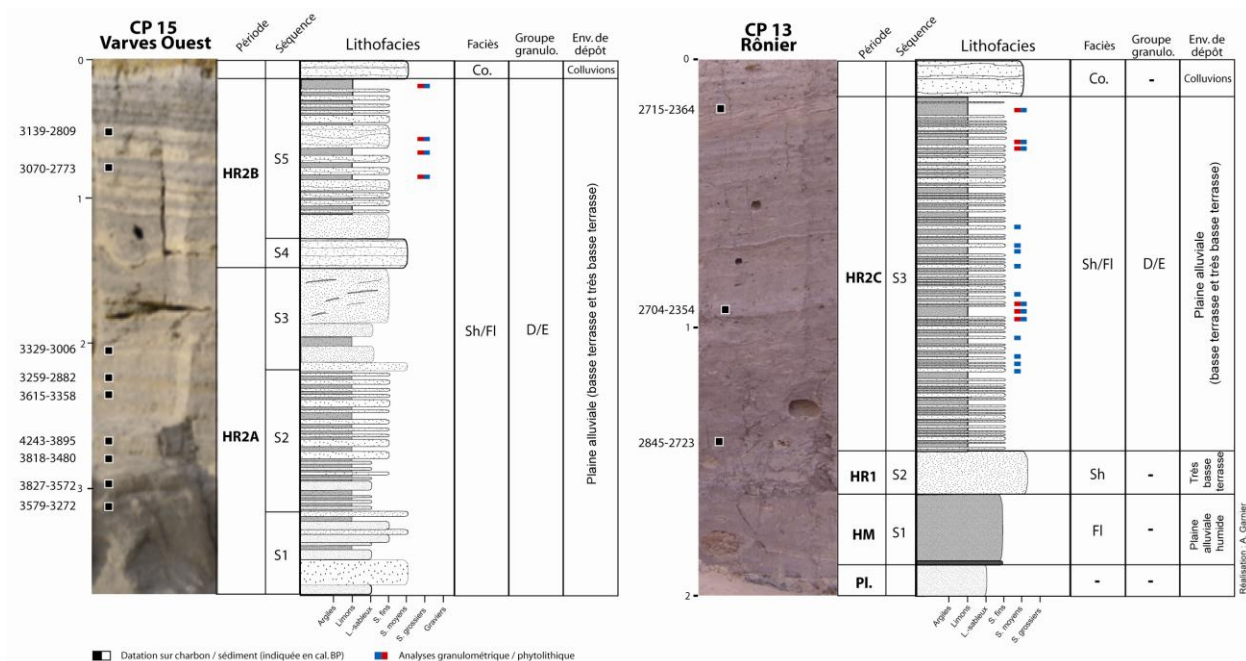 CP 15
Varves Ouest
Période
Séquence
Lithofacies
Faciès
Groupe
granulo.
Env. de
dépôt
0
1
2
3
3139-2809
3070-2773
3329-3006
3259-2882
3615-3358
4243-3895
3818-3480
3827-3572
3579-3272
HR2B
HR2A
S5
S4
S3
S2
S1
Co.
Colluvions
Sh/Fl
D/E
Plaine alluviale (basse terrasse et très basse terrasse)
Argiles
Limons
L.-sableux
S. fins
S. moyens
S. grossiers
Graviers
CP 13
Rônier
Période
Séquence
Lithofacies
Faciès
Groupe
granulo.
Env. de
dépôt
0
1
2
2715-2364
2704-2354
2845-2723
HR2C
HR1
HM
Pl.
S3
S2
S1
Co.
-
Colluvions
Sh/Fl
D/E
Plaine alluviale
(basse terrasse et très basse terrasse)
Sh
-
Très
basse
terrasse
Fl
-
Plaine
alluviale
humide
-
-
Argiles
Limons
L.-sableux
S. fins
S. moyens
S. grossiers
Réalisation : A. Garnier
Datation sur charbon / sédiment (indiquée en cal. BP)
Analyses granulométrique / phytolithique